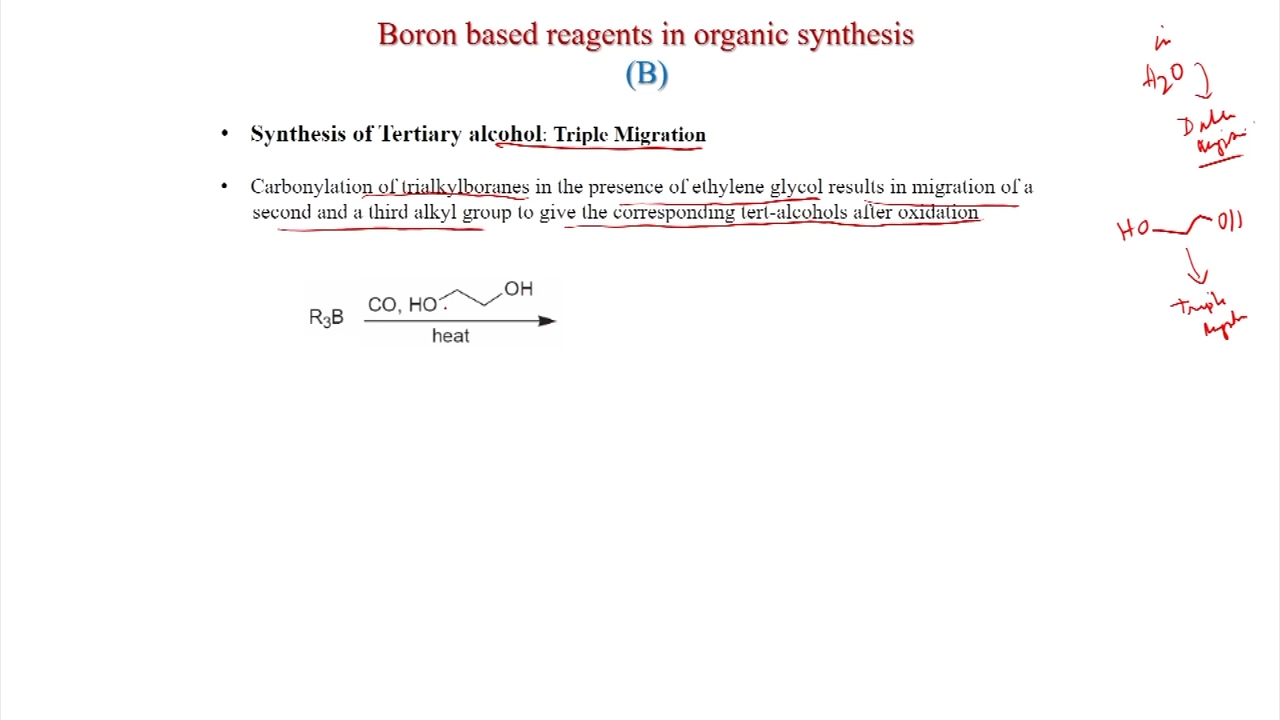 Boron based reagents in organic synthesis
(B)
• Synthesis of Tertiary alcohol: Triple Migration
• Carbonylation of trialkylboranes in the presence of ethylene glycol results in migration of a
second and a third alkyl group to give the corresponding tert-alcohols after oxidation
R₃B CO, HO OH
heat
in
H₂O
HO OH
Triple